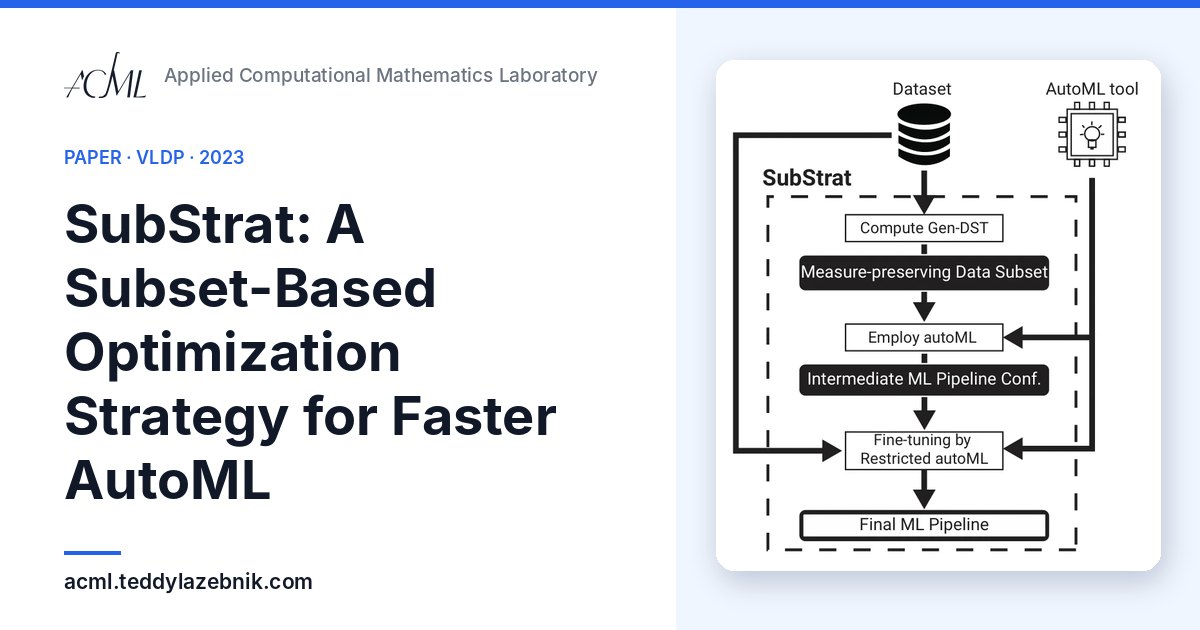 ACML
Applied Computational Mathematics Laboratory
PAPER · VLDP · 2023
SubStrat: A
Subset-Based
Optimization
Strategy for Faster
AutoML
acml.teddylazebnik.com
Dataset
AutoML tool
SubStrat
Compute Gen-DST
Measure-preserving Data Subset
Employ autoML
Intermediate ML Pipeline Conf.
Fine-tuning by
Restricted autoML
Final ML Pipeline